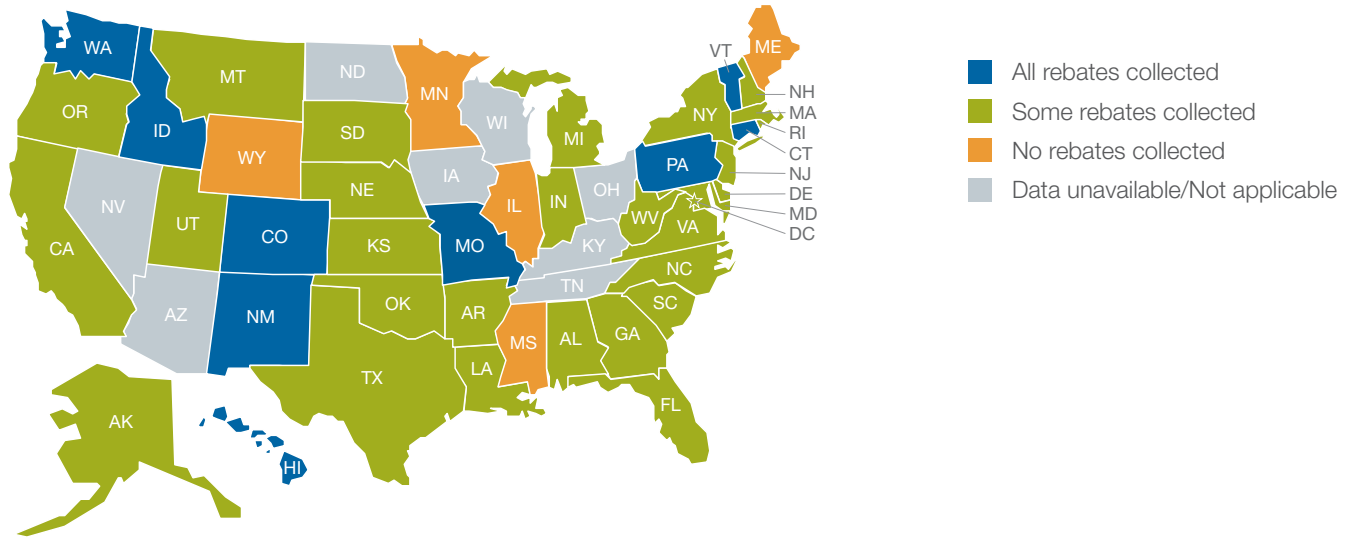 WA
MT
ND
MN
OR
ID
WY
SD
WI
MI
NY
VT
ME
NH
MA
RI
CT
NJ
DE
MD
DC
NV
UT
CO
NE
IA
IL
IN
OH
PA
WV
VA
CA
AZ
NM
KS
MO
KY
NC
TN
OK
AR
SC
TX
LA
MS
AL
GA
FL
AK
HI
All rebates collected
Some rebates collected
No rebates collected
Data unavailable/Not applicable